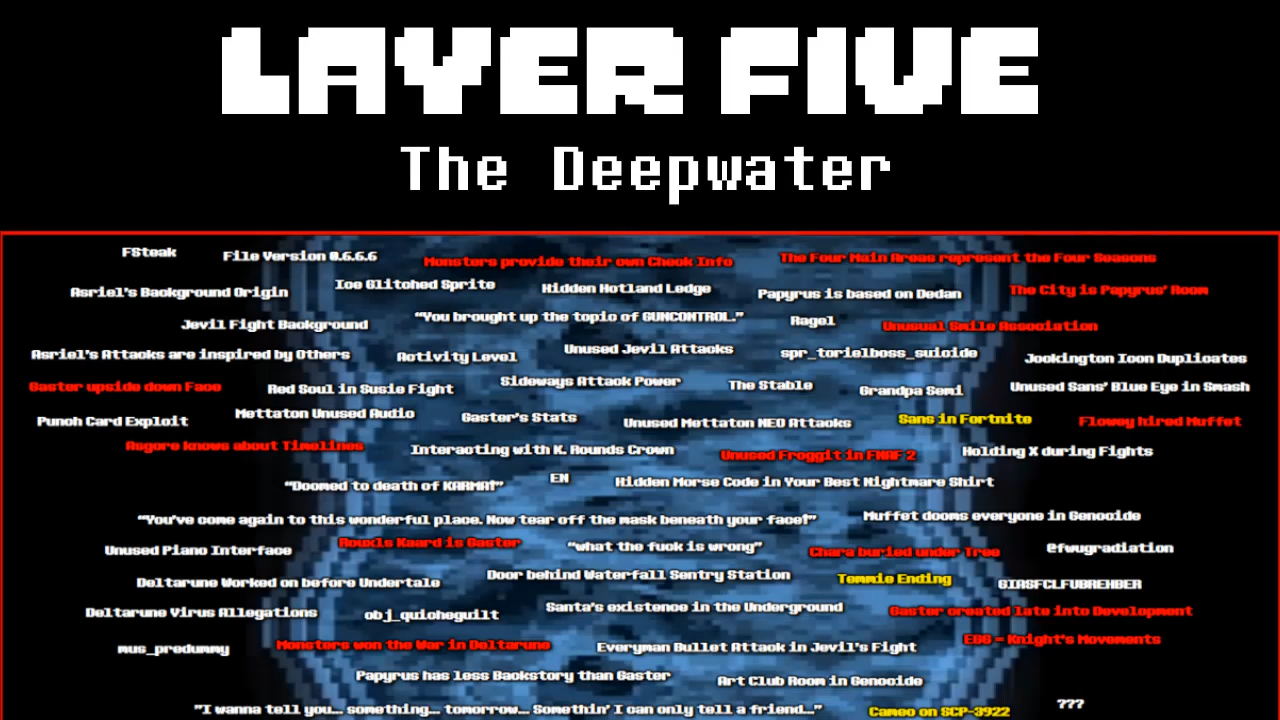 LAYER FIVE
The Deepwater
FSteak
File Version 0.6.6.6
Monsters provide their own Check Info
The Four Main Areas represent the Four Seasons
Asriel's Background Origin
Ice Glitched Sprite
Hidden Hotland Ledge
Papyrus is based on Dedan
The City is Papyrus' Room
Jevil Fight Background
"You brought up the topic of GUNCONTROL."
Ragel
Unusual Smile Association
Asriel's Attacks are inspired by Others
Activity Level
Unused Jevil Attacks
spr_torielboss_suicide
Jockington Icon Duplicates
Gaster upside down Face
Red Soul in Susie Fight
Sideways Attack Power
The Stable
Grandpa Semi
Unused Sans' Blue Eye in Smash
Punch Card Exploit
Mettaton Unused Audio
Gaster's Stats
Unused Mettaton NEO Attacks
Sans in Fortnite
Flowey hired Muffet
Asgore knows about Timelines
Interacting with K. Rounds Crown
Unused Froggit in FNAF 2
Holding X during Fights
"Doomed to death of KARMA!"
EN
Hidden Morse Code in Your Best Nightmare Shirt
"You've come again to this wonderful place. Now tear off the mask beneath your face!"
Muffet dooms everyone in Genocide
Unused Piano Interface
Rouxls Kaard is Gaster
"what the fuck is wrong"
Chara buried under Tree
@fwugradiation
Deltarune Worked on before Undertale
Door behind Waterfall Sentry Station
Temmie Ending
GIASFCLFUBREHBER
Deltarune Virus Allegations
obj_quicheguilt
Santa's existence in the Underground
Gaster created late into Development
mus_predummy
Monsters won the War in Deltarune
Everyman Bullet Attack in Jevil's Fight
EGG = Knight's Movements
Papyrus has less Backstory than Gaster
Art Club Room in Genocide
"I wanna tell you... something... tomorrow... Somethin' I can only tell a friend..."
Cameo on SCP-3922
???